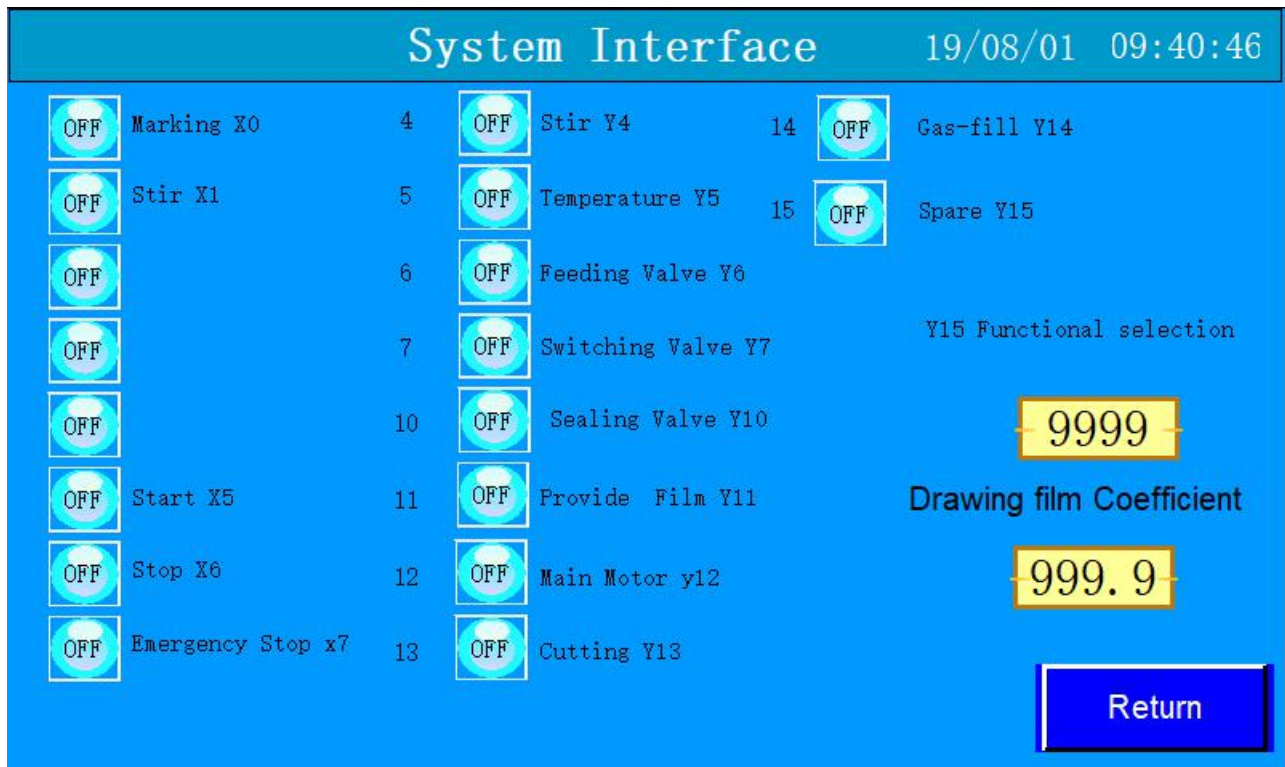 System Interface 19/08/01 09:40:46
OFF Marking X0 4 OFF Stir Y4 14 OFF Gas-fill Y14
OFF Stir X1 5 OFF Temperature Y5 15 OFF Spare Y15
OFF 6 OFF Feeding Valve Y6
OFF 7 OFF Switching Valve Y7 Y15 Functional selection
OFF 10 OFF Sealing Valve Y10 9999
OFF Start X5 11 OFF Provide Film Y11 Drawing film Coefficient
OFF Stop X6 12 OFF Main Motor y12 999.9
OFF Emergency Stop x7 13 OFF Cutting Y13
Return